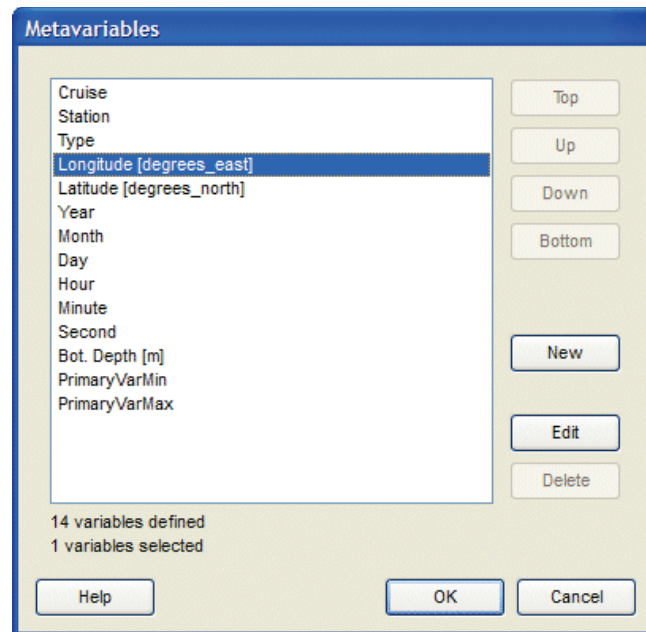 Metavariables
Cruise
Station
Type
Longitude [degrees_east]
Latitude [degrees_north]
Year
Month
Day
Hour
Minute
Second
Bot. Depth [m]
PrimaryVarMin
PrimaryVarMax
Top
Up
Down
Bottom
New
Edit
Delete
14 variables defined
1 variables selected
Help
OK
Cancel